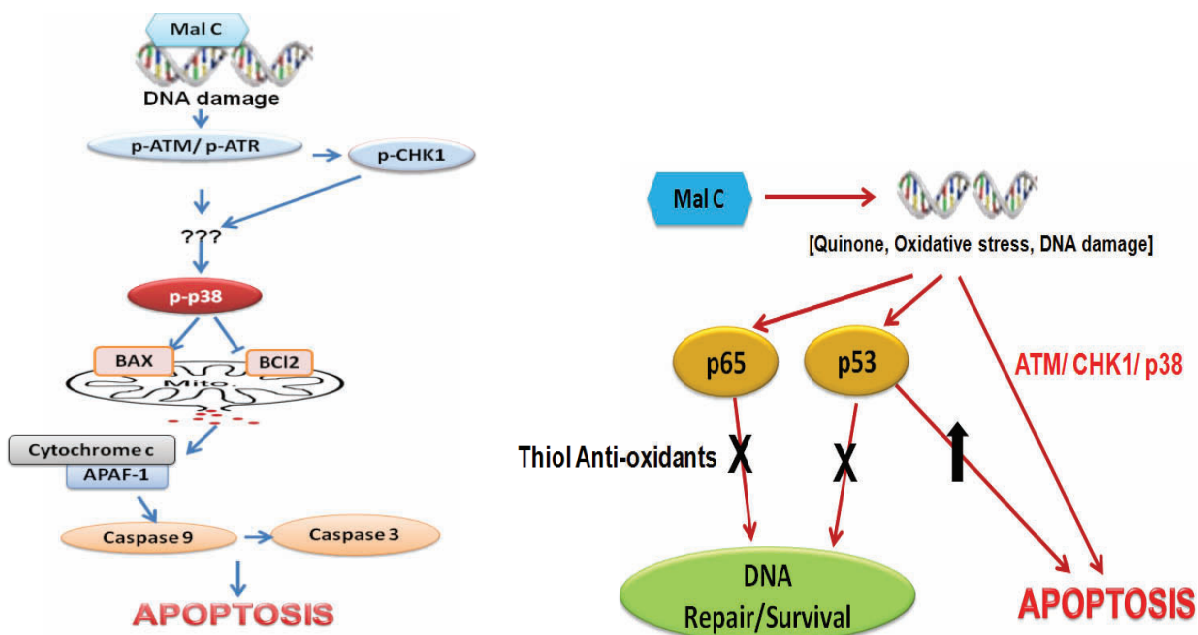 Mal C
DNA damage
p-ATM/ p-ATR
p-CHK1
???
p-p38
BAX
BCl2
Mito.
Cytochrome c
APAF-1
Caspase 9
Caspase 3
APOPTOSIS
Mal C
[Quinone, Oxidative stress, DNA damage]
p65
p53
ATM/ CHK1/ p38
Thiol Anti-oxidants
X
X
DNA
Repair/Survival
APOPTOSIS